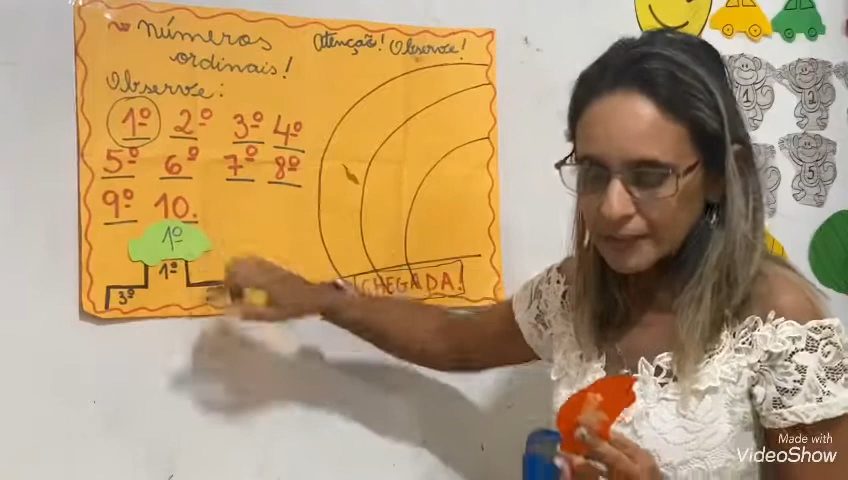 números
ordinais!
Observe:
1º 2º 3º 4º
5º 6º 7º 8º
9º 10.
1º
1º
3º
Atenção! Observe!
CHEGADA.
1
Made with
VideoShow